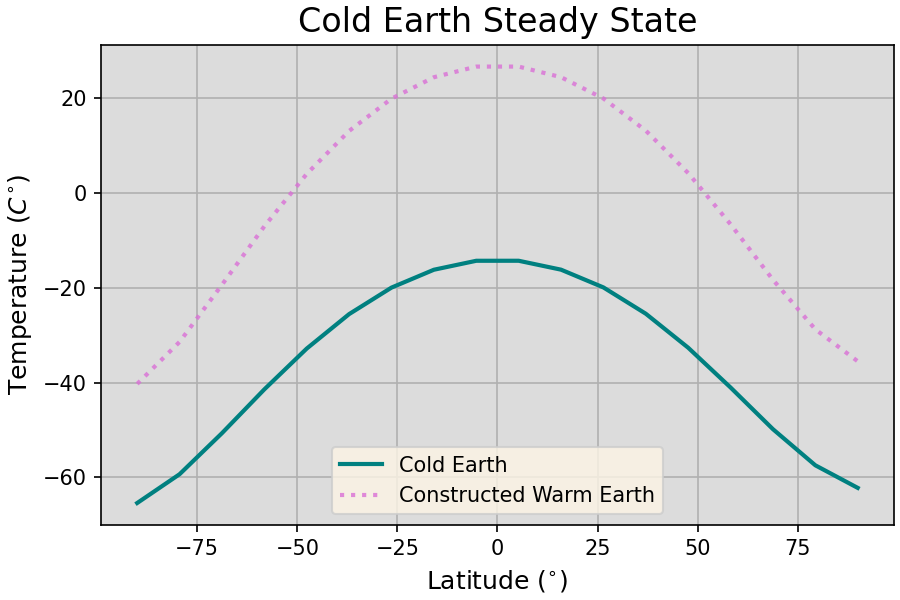 Cold Earth Steady State
Temperature (C°)
20
0
−20
−40
−60
Cold Earth
Constructed Warm Earth
−75
−50
−25
0
25
50
75
Latitude (°)